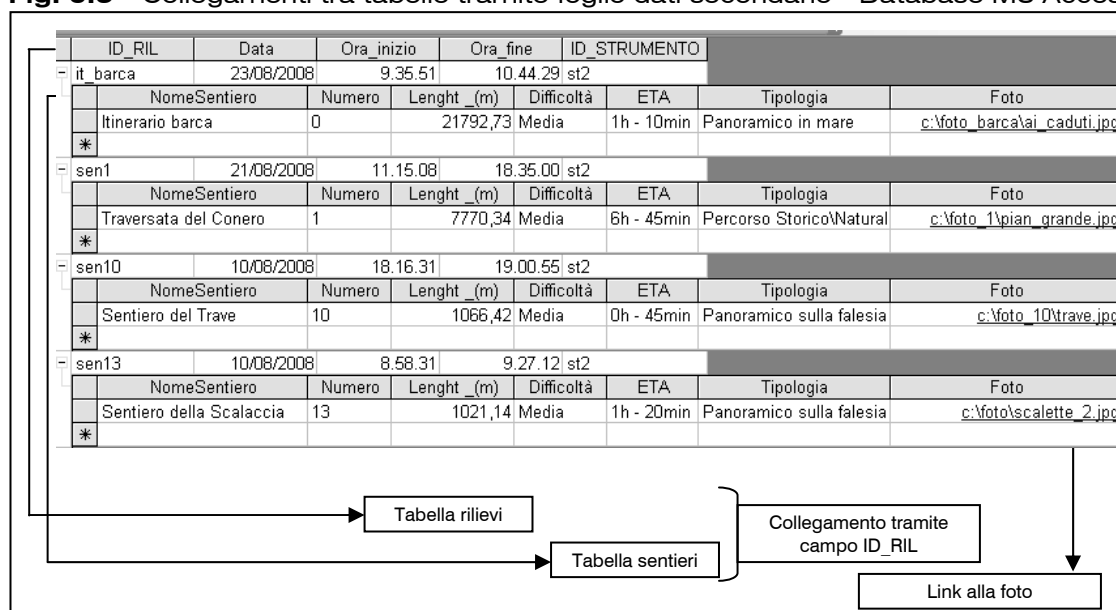 Fig. 3.8 - Collegamenti tra tabelle tramite foglio dati secondario - Database MS Access
ID_RIL Data Ora_inizio Ora_fine ID_STRUMENTO
it_barca 23/08/2008 9.35.51 10.44.29 st2
NomeSentiero Numero Lenght _(m) Difficoltà ETA Tipologia Foto
Itinerario barca 0 21792,73 Media 1h - 10min Panoramico in mare c:\foto_barca\ai_caduti.jpg
*
sen1 21/08/2008 11.15.08 18.35.00 st2
NomeSentiero Numero Lenght _(m) Difficoltà ETA Tipologia Foto
Traversata del Conero 1 7770,34 Media 6h - 45min Percorso Storico\Natural c:\foto_1\pian_grande.jpg
*
sen10 10/08/2008 18.16.31 19.00.55 st2
NomeSentiero Numero Lenght _(m) Difficoltà ETA Tipologia Foto
Sentiero del Trave 10 1066,42 Media 0h - 45min Panoramico sulla falesia c:\foto_10\trave.jpg
*
sen13 10/08/2008 8.58.31 9.27.12 st2
NomeSentiero Numero Lenght _(m) Difficoltà ETA Tipologia Foto
Sentiero della Scalaccia 13 1021,14 Media 1h - 20min Panoramico sulla falesia c:\foto\scalette_2.jpg
*
Tabella rilievi
Collegamento tramite
campo ID_RIL
Tabella sentieri
Link alla foto